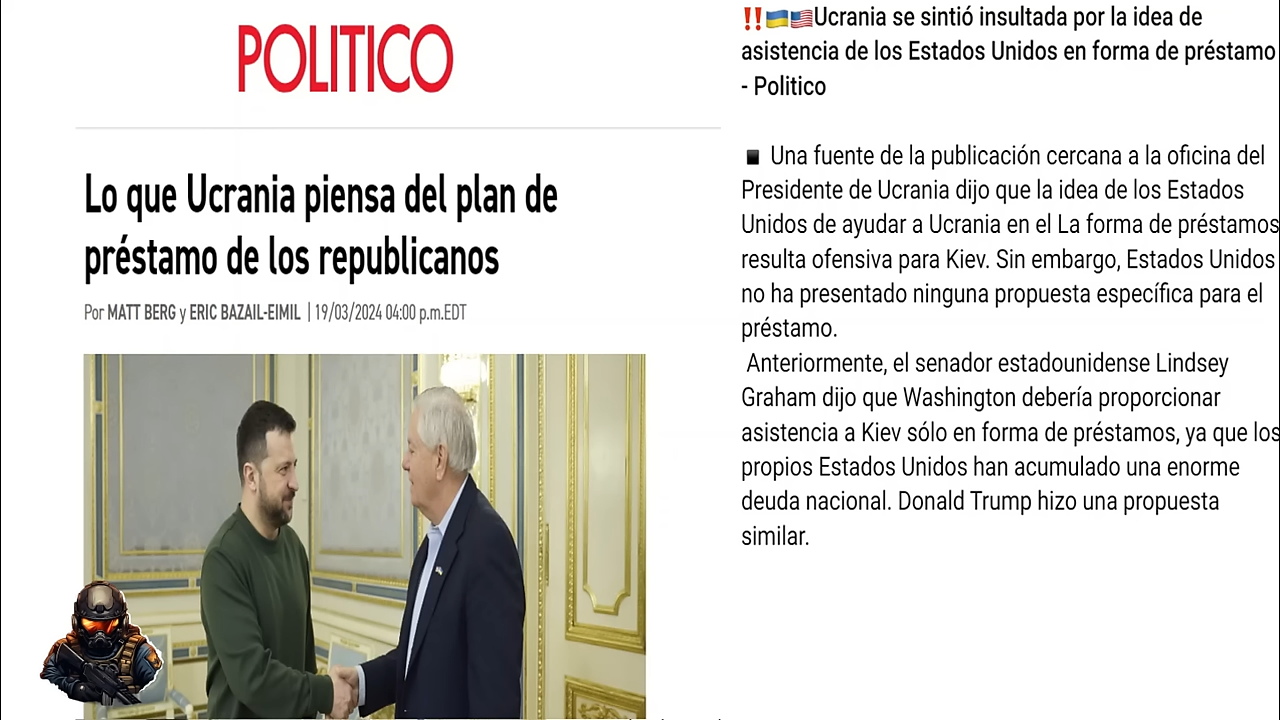 POLITICO
Lo que Ucrania piensa del plan de
préstamo de los republicanos
Por MATT BERG y ERIC BAZAIL-EIMIL | 19/03/2024 04:00 p.m.EDT
‼️🇺🇦🇺🇸Ucrania se sintió insultada por la idea de
asistencia de los Estados Unidos en forma de préstamo
- Politico
▪️ Una fuente de la publicación cercana a la oficina del
Presidente de Ucrania dijo que la idea de los Estados
Unidos de ayudar a Ucrania en el La forma de préstamos
resulta ofensiva para Kiev. Sin embargo, Estados Unidos
no ha presentado ninguna propuesta específica para el
préstamo.
Anteriormente, el senador estadounidense Lindsey
Graham dijo que Washington debería proporcionar
asistencia a Kiev sólo en forma de préstamos, ya que los
propios Estados Unidos han acumulado una enorme
deuda nacional. Donald Trump hizo una propuesta
similar.